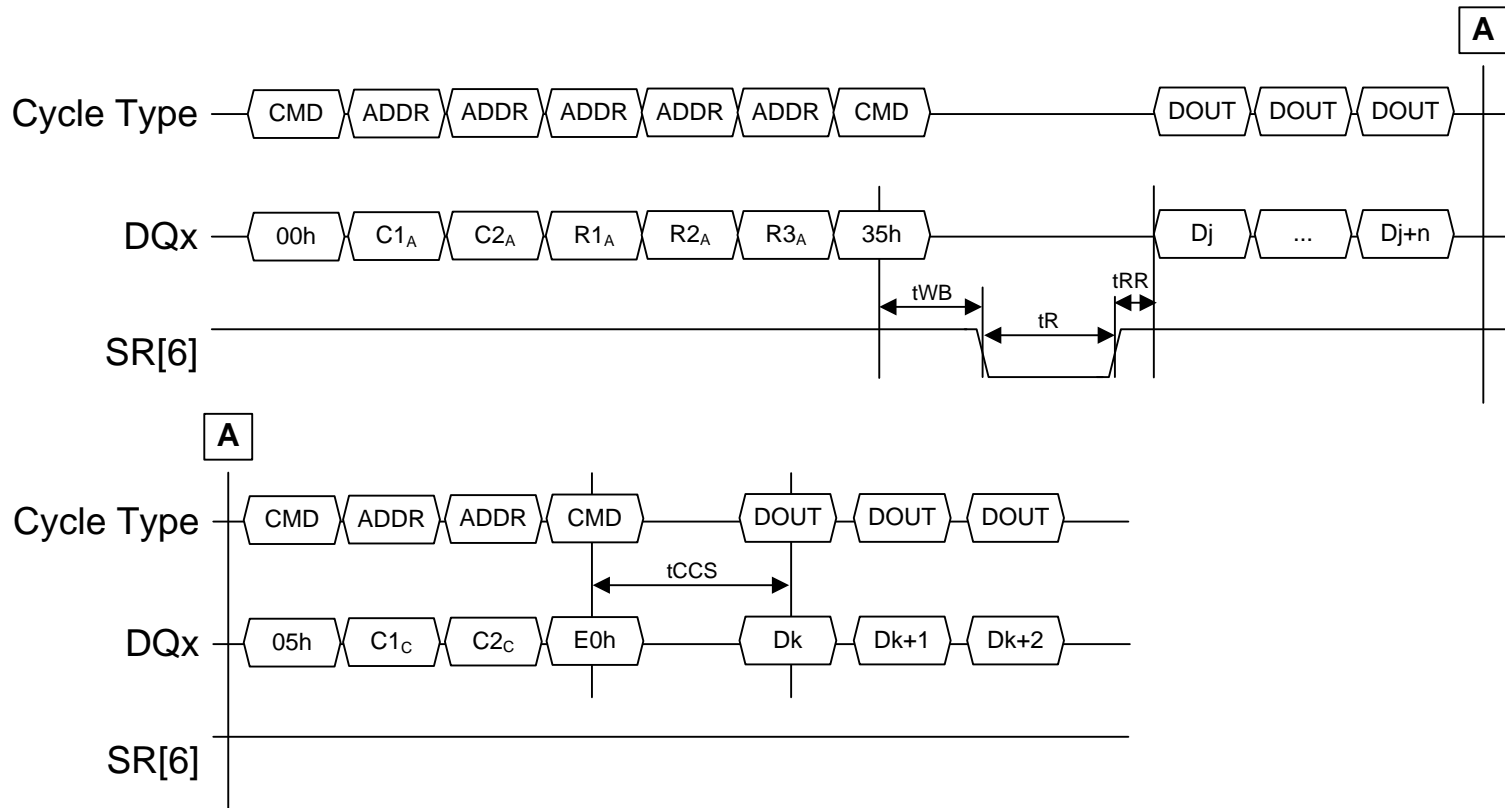 A
Cycle Type CMD ADDR ADDR ADDR ADDR ADDR CMD DOUT DOUT DOUT
DQx 00h C1A C2A R1A R2A R3A 35h Dj ... Dj+n
tWB tR tRR
SR[6]
A
Cycle Type CMD ADDR ADDR CMD DOUT DOUT DOUT
tCCS
DQx 05h C1C C2C E0h Dk Dk+1 Dk+2
SR[6]